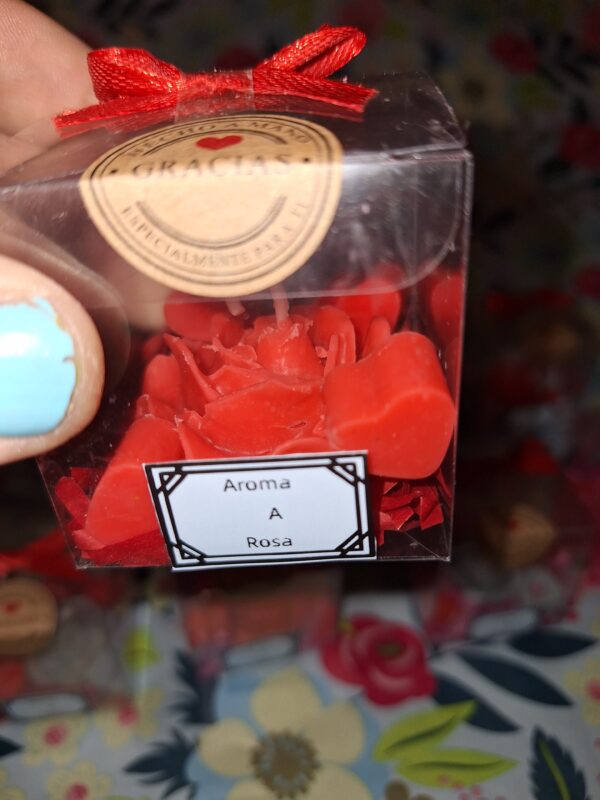 HECHO A MANO
GRACIAS
ESPECIALMENTE PARA TI
Aroma
A
Rosa